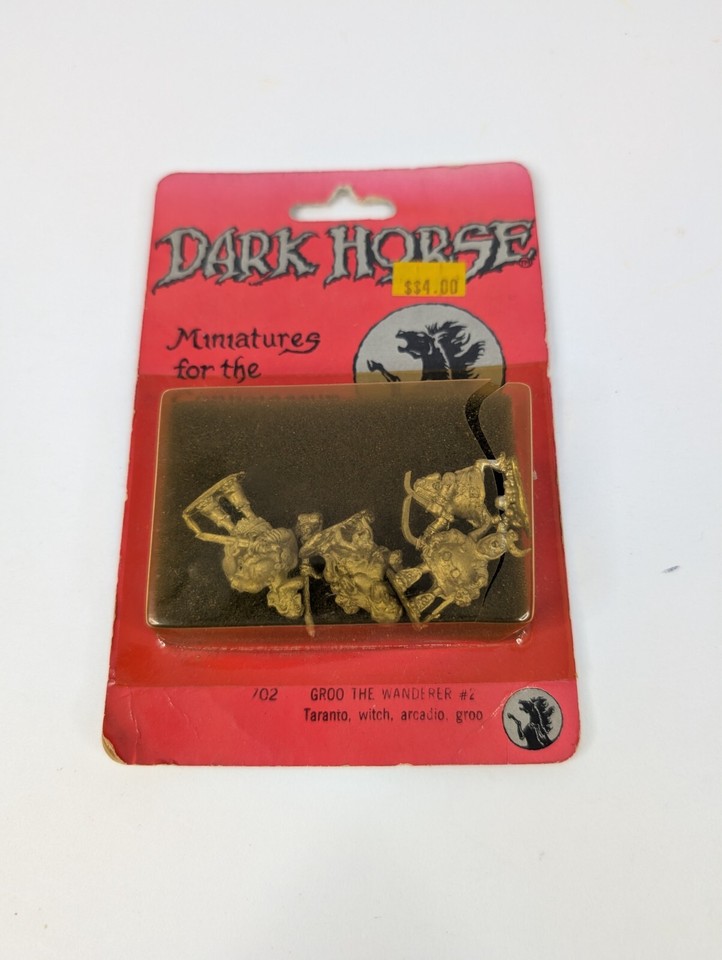 DARK HORSE
$$4.00
Miniatures
for the
702 GROO THE WANDERER #2
Taranto, witch, arcadio, groo